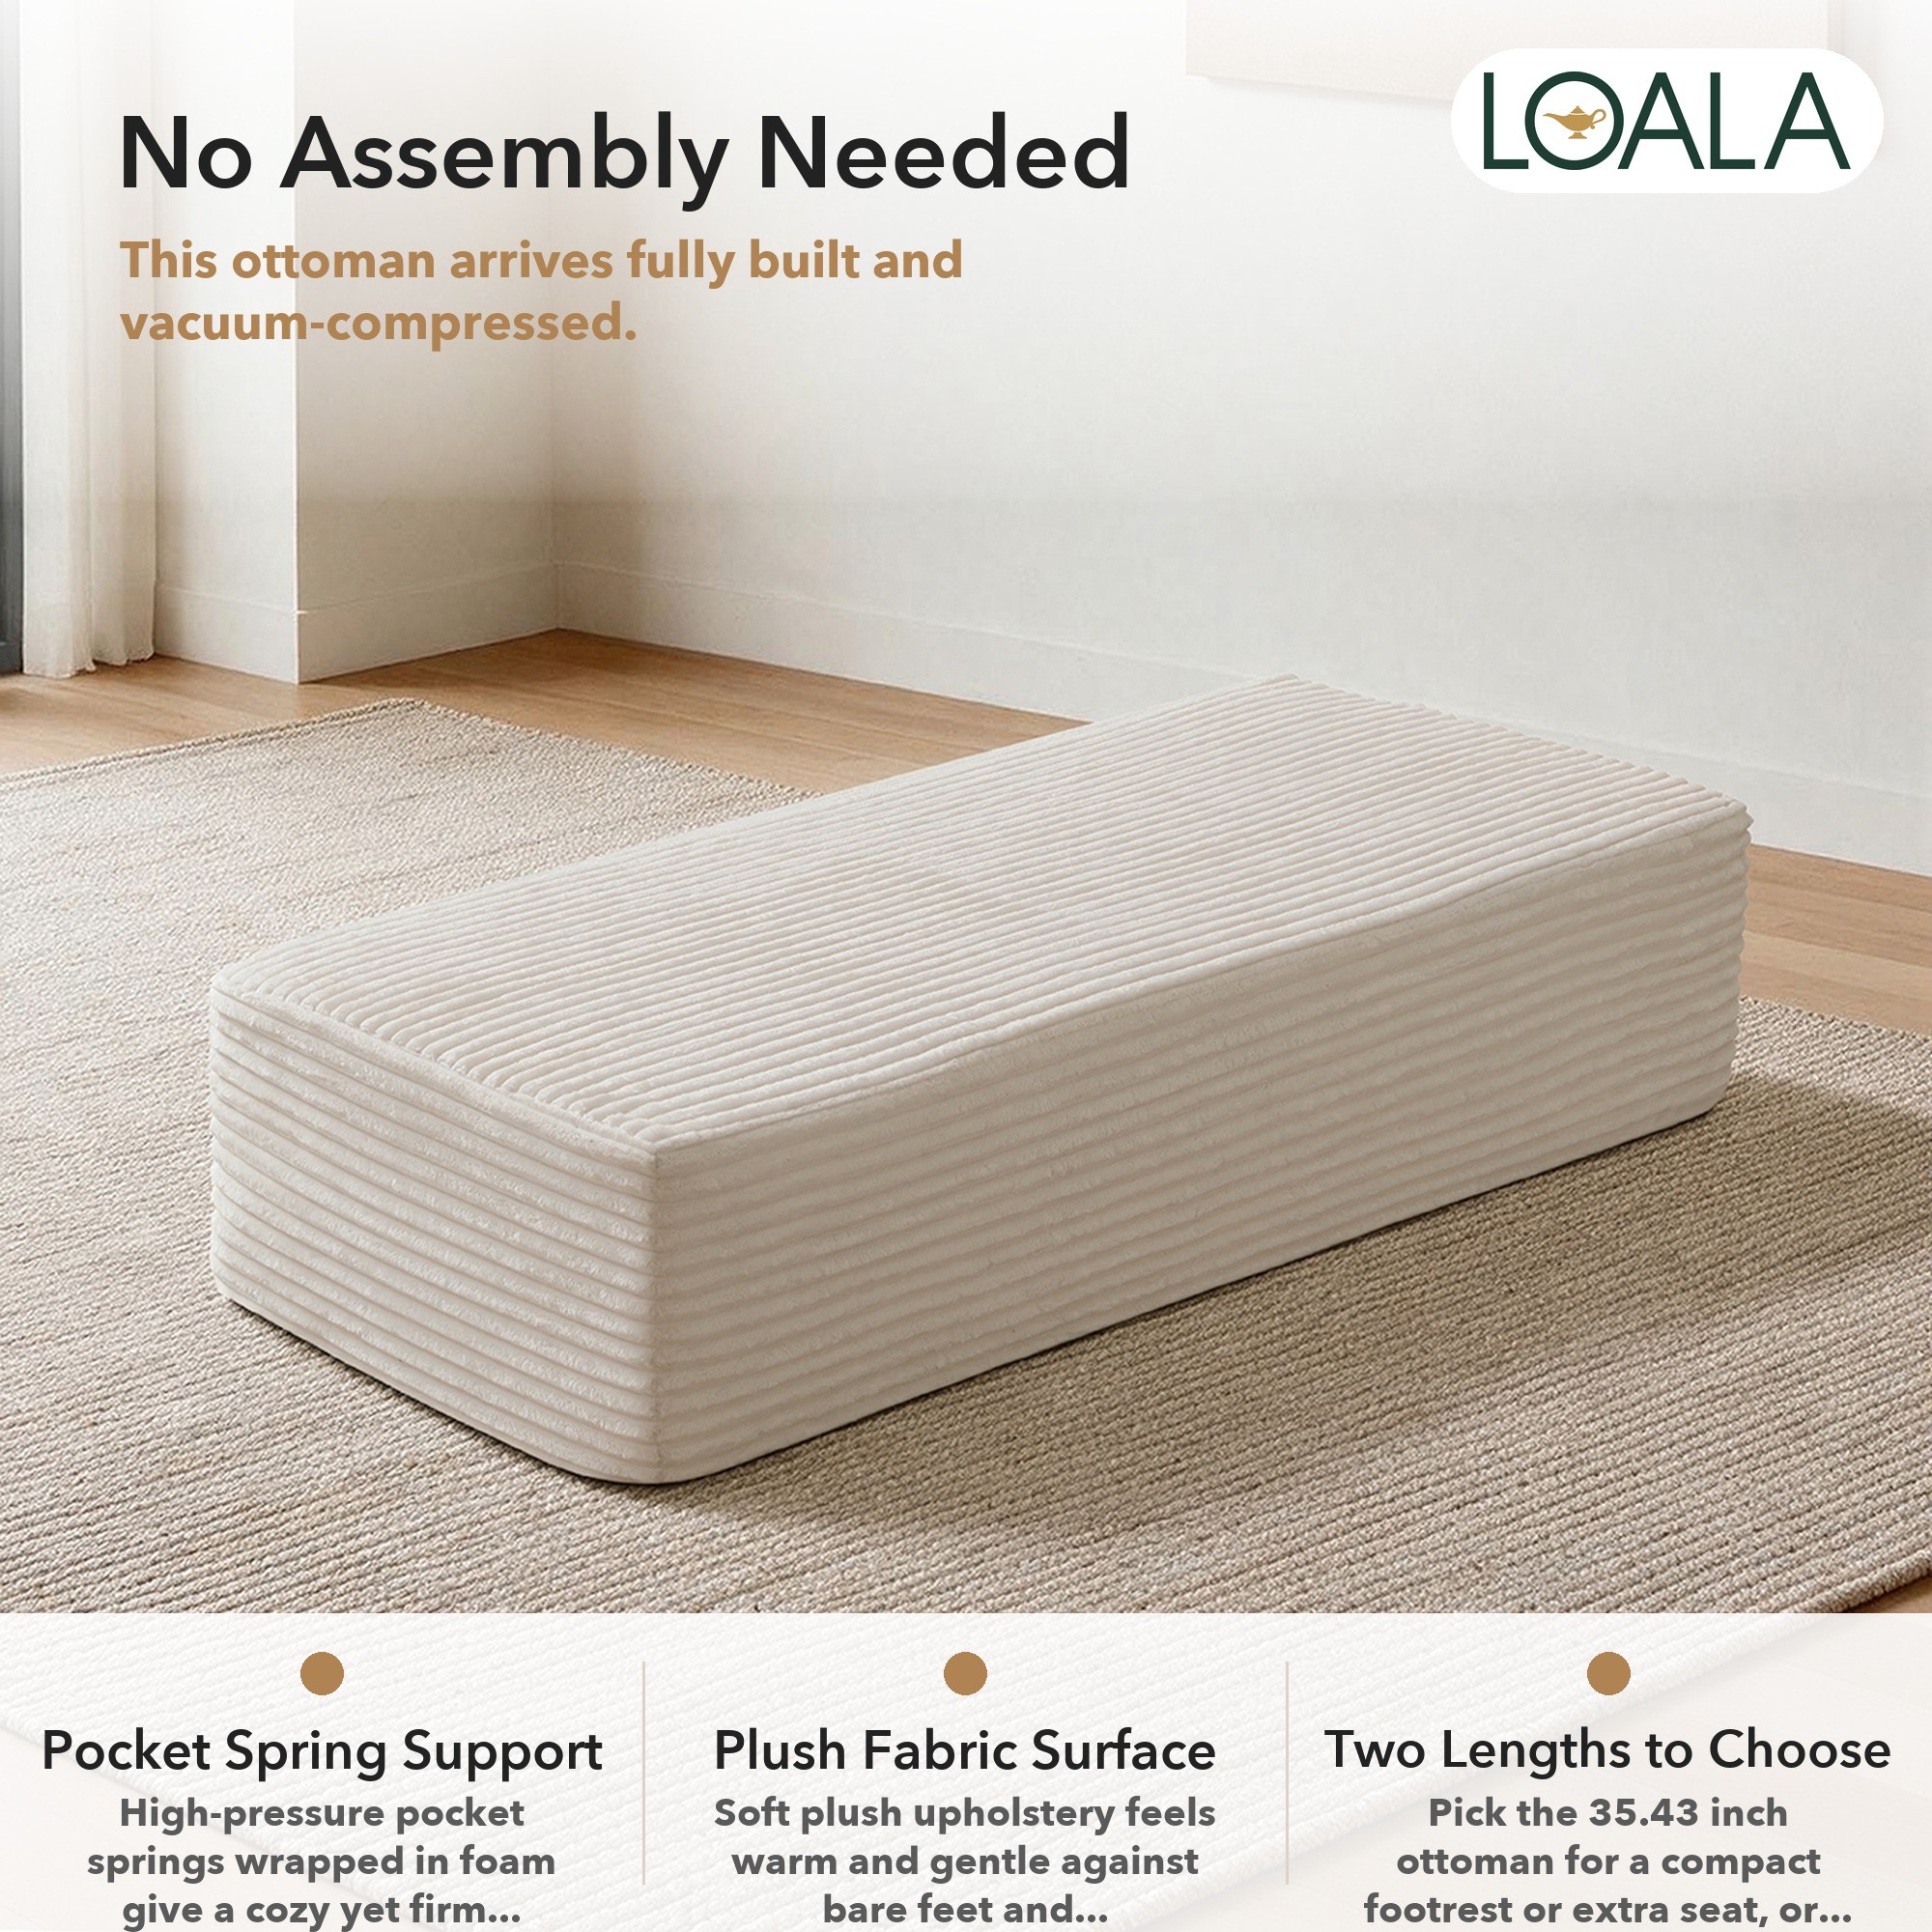 LOALA
No Assembly Needed
This ottoman arrives fully built and
vacuum-compressed.
Pocket Spring Support
High-pressure pocket
springs wrapped in foam
give a cozy yet firm...
Plush Fabric Surface
Soft plush upholstery feels
warm and gentle against
bare feet and...
Two Lengths to Choose
Pick the 35.43 inch
ottoman for a compact
footrest or extra seat, or...